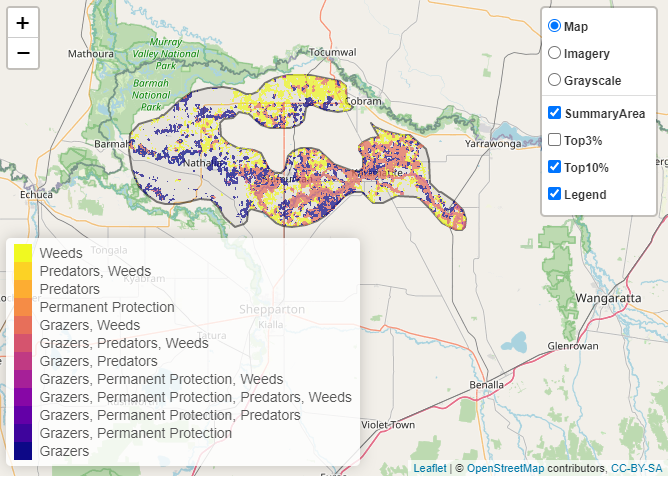 +
−
Mathoura
Murray
Valley National
Park
Tocumwal
Barmah
National
Park
Cobram
Barmah
Nathalia
Yarrawonga
Echuca
Map
Imagery
Grayscale
SummaryArea
Top3%
Top10%
Legend
Tongala
Kyabram
Shepparton
Kialla
Tatura
Wangaratta
Glenrowan
Benalla
Violet Town
Weeds
Predators, Weeds
Predators
Permanent Protection
Grazers, Weeds
Grazers, Predators, Weeds
Grazers, Predators
Grazers, Permanent Protection, Weeds
Grazers, Permanent Protection, Predators, Weeds
Grazers, Permanent Protection, Predators
Grazers, Permanent Protection
Grazers
Leaflet | © OpenStreetMap contributors, CC-BY-SA